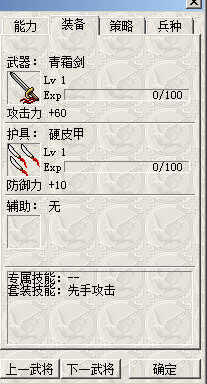 能力 装备 策略 兵种
武器: 青霜剑
Lv 1
Exp 0/100
攻击力 +60
护具: 硬皮甲
Lv 1
Exp 0/100
防御力 +10
辅助: 无
专属技能: --
套装技能: 先手攻击
上一武将 下一武将 确定